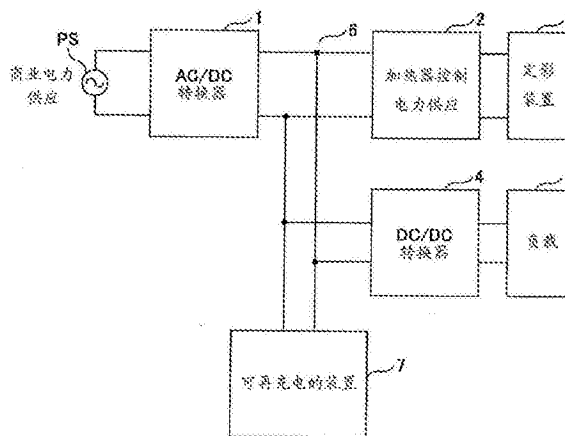 PS
商业电力
供应
1
AC/DC
转换器
6
2
加热器控制
电力供应
定影
装置
4
DC/DC
转换器
负载
可再充电的装置
7